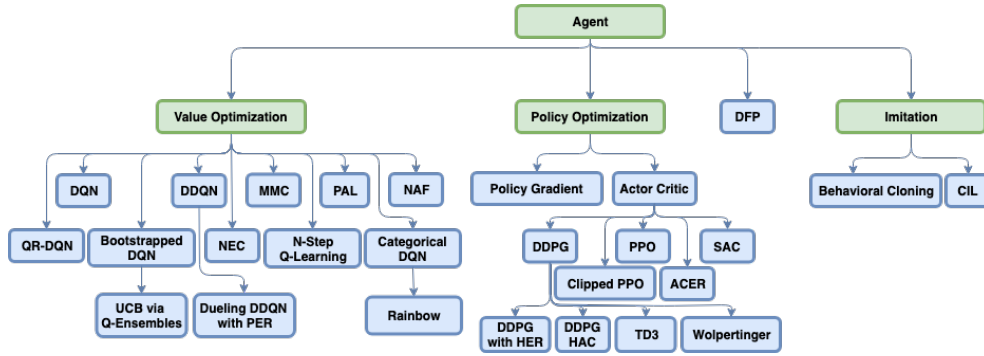 Agent
Value Optimization
Policy Optimization
DFP
Imitation
DQN
DDQN
MMC
PAL
NAF
Policy Gradient
Actor Critic
Behavioral Cloning
CIL
QR-DQN
Bootstrapped
DQN
NEC
N-Step
Q-Learning
Categorical
DQN
DDPG
PPO
SAC
Clipped PPO
ACER
UCB via
Q-Ensembles
Dueling DDQN
with PER
Rainbow
DDPG
with HER
DDPG
HAC
TD3
Wolpertinger